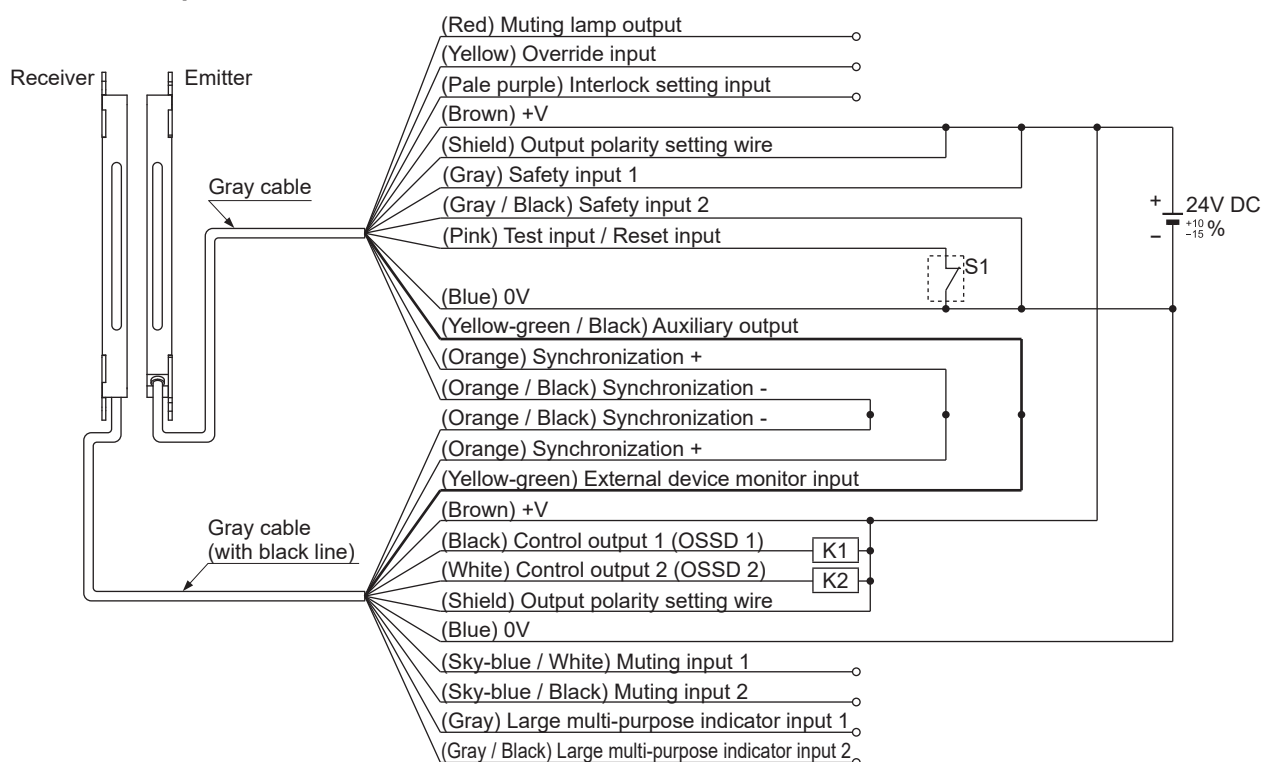 (Red) Muting lamp output
(Yellow) Override input
Receiver
Emitter
(Pale purple) Interlock setting input
(Brown) +V
(Shield) Output polarity setting wire
(Gray) Safety input 1
Gray cable
(Gray / Black) Safety input 2
+
24V DC
+10
-15 %
–
(Pink) Test input / Reset input
S1
(Blue) 0V
(Yellow-green / Black) Auxiliary output
(Orange) Synchronization +
(Orange / Black) Synchronization -
(Orange / Black) Synchronization -
(Orange) Synchronization +
(Yellow-green) External device monitor input
(Brown) +V
Gray cable
(with black line)
(Black) Control output 1 (OSSD 1)
K1
(White) Control output 2 (OSSD 2)
K2
(Shield) Output polarity setting wire
(Blue) 0V
(Sky-blue / White) Muting input 1
(Sky-blue / Black) Muting input 2
(Gray) Large multi-purpose indicator input 1
(Gray / Black) Large multi-purpose indicator input 2